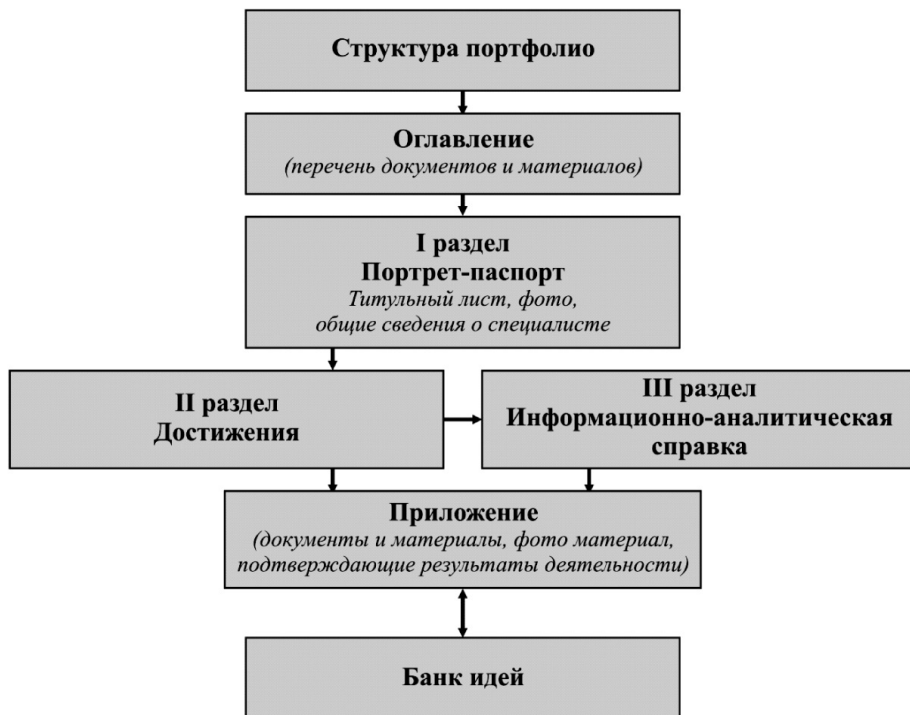 Структура портфолио
Оглавление
(перечень документов и материалов)
I раздел
Портрет-паспорт
Титульный лист, фото,
общие сведения о специалисте
II раздел
Достижения
III раздел
Информационно-аналитическая
справка
Приложение
(документы и материалы, фото материал,
подтверждающие результаты деятельности)
Банк идей